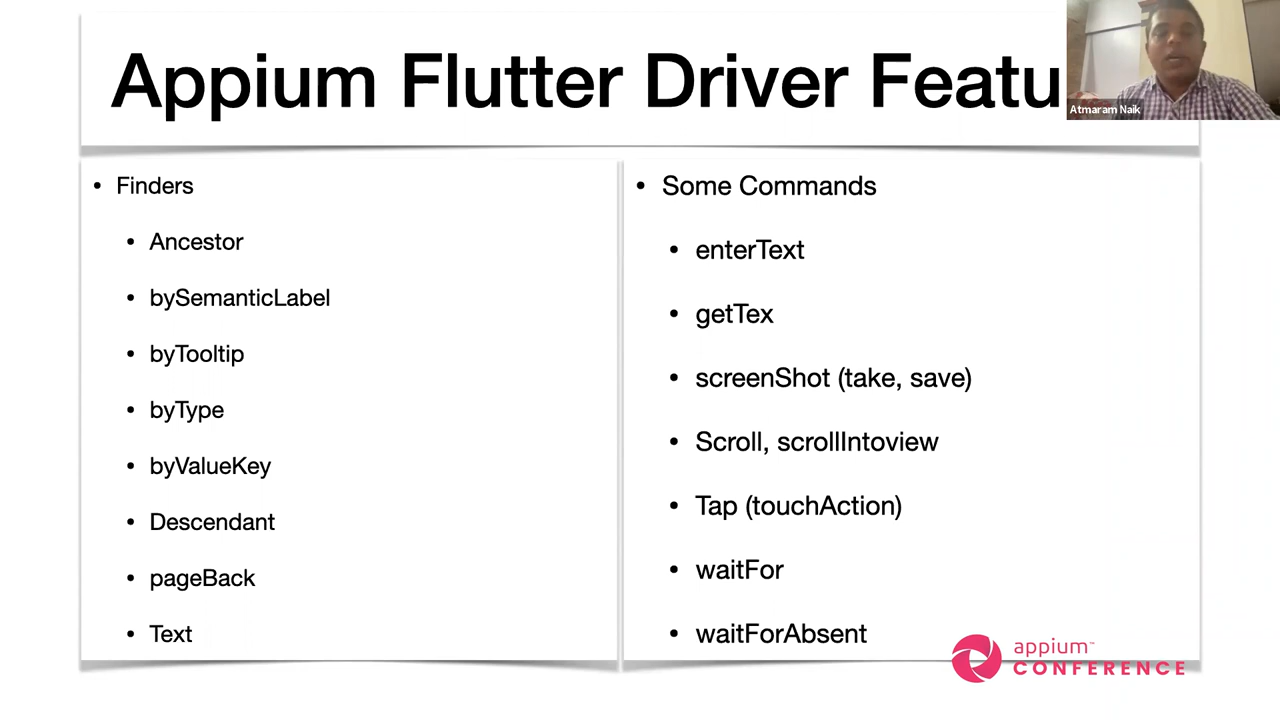 Appium Flutter Driver Featu
Atmaram Naik
• Finders
• Ancestor
• bySemanticLabel
• byTooltip
• byType
• byValueKey
• Descendant
• pageBack
• Text
• Some Commands
• enterText
• getTex
• screenShot (take, save)
• Scroll, scrollIntoview
• Tap (touchAction)
• waitFor
• waitForAbsent
appium™
CONFERENCE